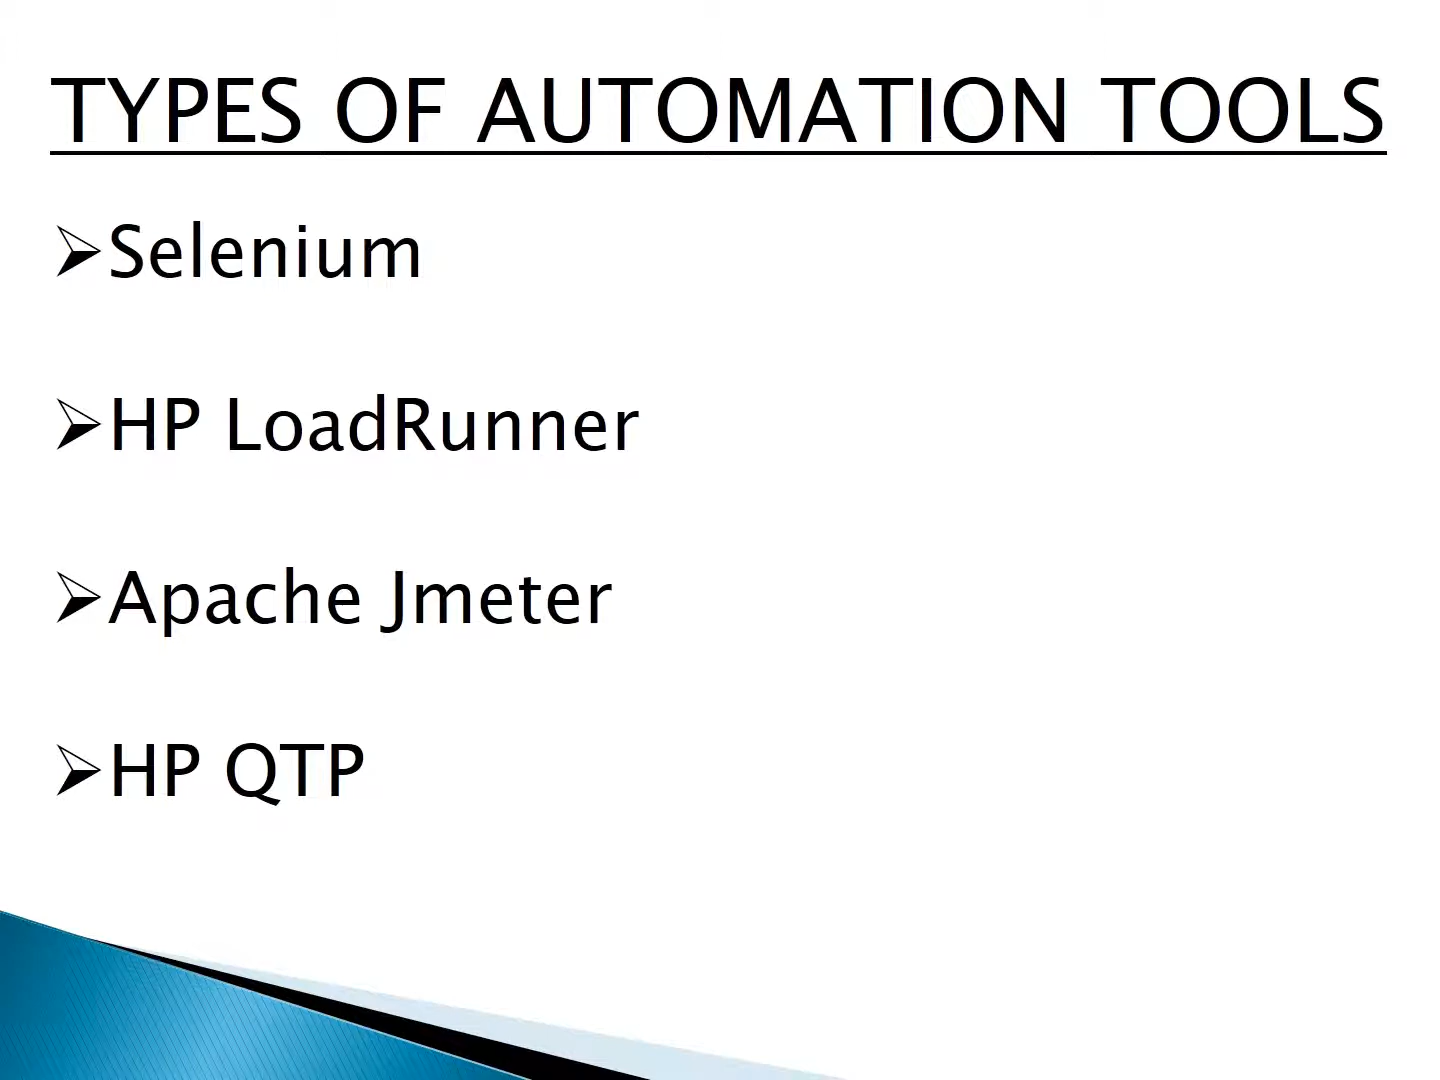 TYPES OF AUTOMATION TOOLS
➢Selenium
➢HP LoadRunner
➢Apache Jmeter
➢HP QTP